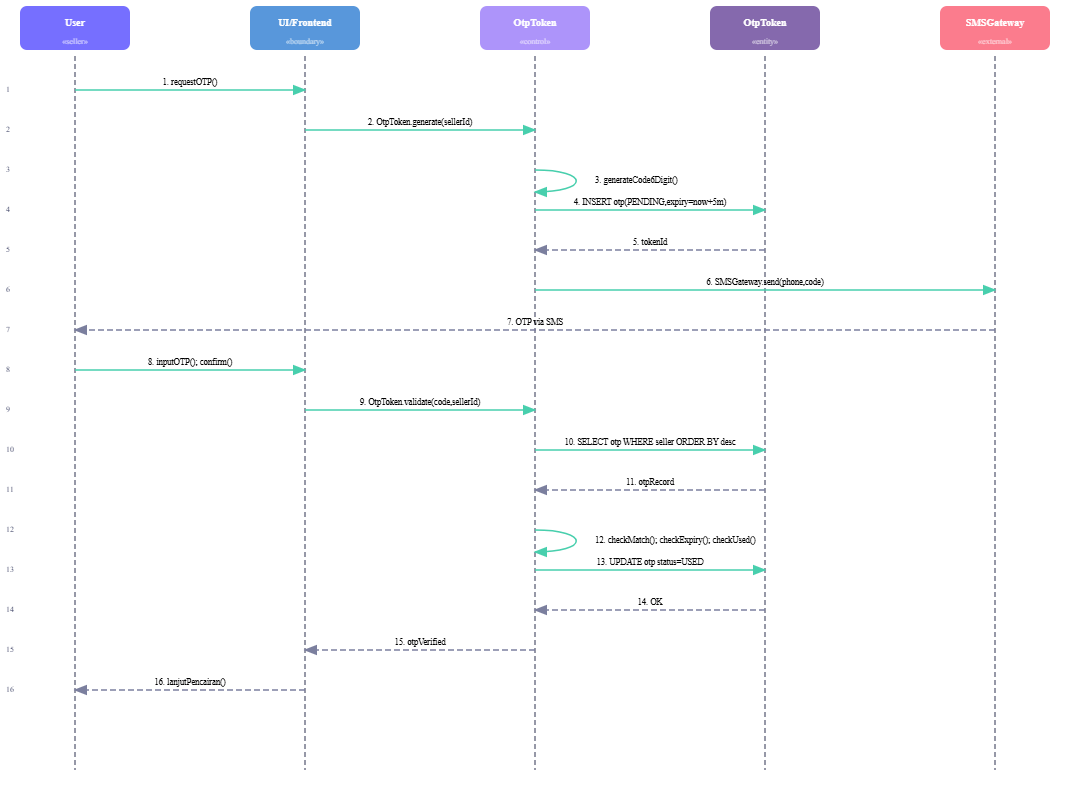 User UI/Frontend OtpToken OtpToken SMSGateway
«seller» «boundary» «control» «entity» «external»
1 1. requestOTP()
2 2. OtpToken.generate(sellerId)
3 3. generateCode6Digit()
4 4. INSERT otp(PENDING,expiry=now+5m)
5 5. tokenId
6 6. SMSGateway.send(phone,code)
7 7. OTP via SMS
8 8. inputOTP(); confirm()
9 9. OtpToken.validate(code,sellerId)
10 10. SELECT otp WHERE seller ORDER BY desc
11 11. otpRecord
12 12. checkMatch(); checkExpiry(); checkUsed()
13 13. UPDATE otp status=USED
14 14. OK
15 15. otpVerified
16 16. lanjutPencairan()